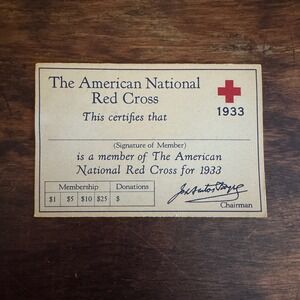 The American National
Red Cross
1933
This certifies that
(Signature of Member)
is a member of The American
National Red Cross for 1933
Membership Donations
$1 $5 $10 $25 $
Chairman